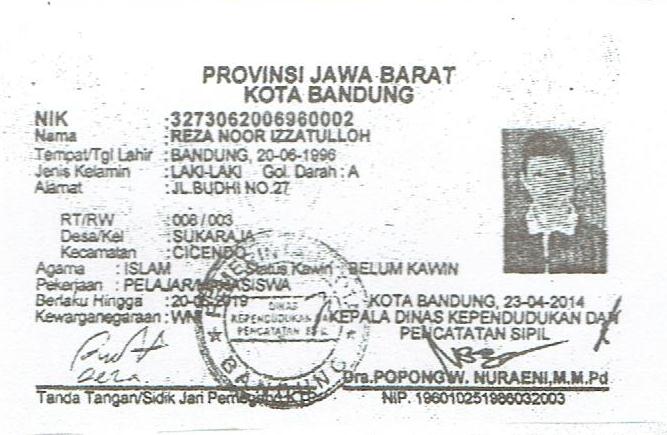 PROVINSI JAWA BARAT
KOTA BANDUNG
NIK : 3273062006960002
Nama : REZA NOOR IZZATULLOH
Tempat/Tgl Lahir : BANDUNG, 20-06-1996
Jenis Kelamin : LAKI-LAKI Gol. Darah : A
Alamat : JL.BUDHI NO.27
RT/RW : 008 / 003
Desa/Kel : SUKARAJA
Kecamatan : CICENDO
Agama : ISLAM Status Kawin : BELUM KAWIN
Pekerjaan : PELAJAR/MAHASISWA
Berlaku Hingga : 20-06-2019
Kewarganegaraan : WNI
KOTA BANDUNG, 23-04-2014
KEPALA DINAS KEPENDUDUKAN DAN
PENCATATAN SIPIL
DINAS
KEPENDUDUKAN DAN
PENCATATAN SIPIL
BANDUNG
Reza
Dra.POPONG W. NURAENI,M.M.Pd
NIP. 196010251986032003
Tanda Tangan/Sidik Jari Pemegang KTP